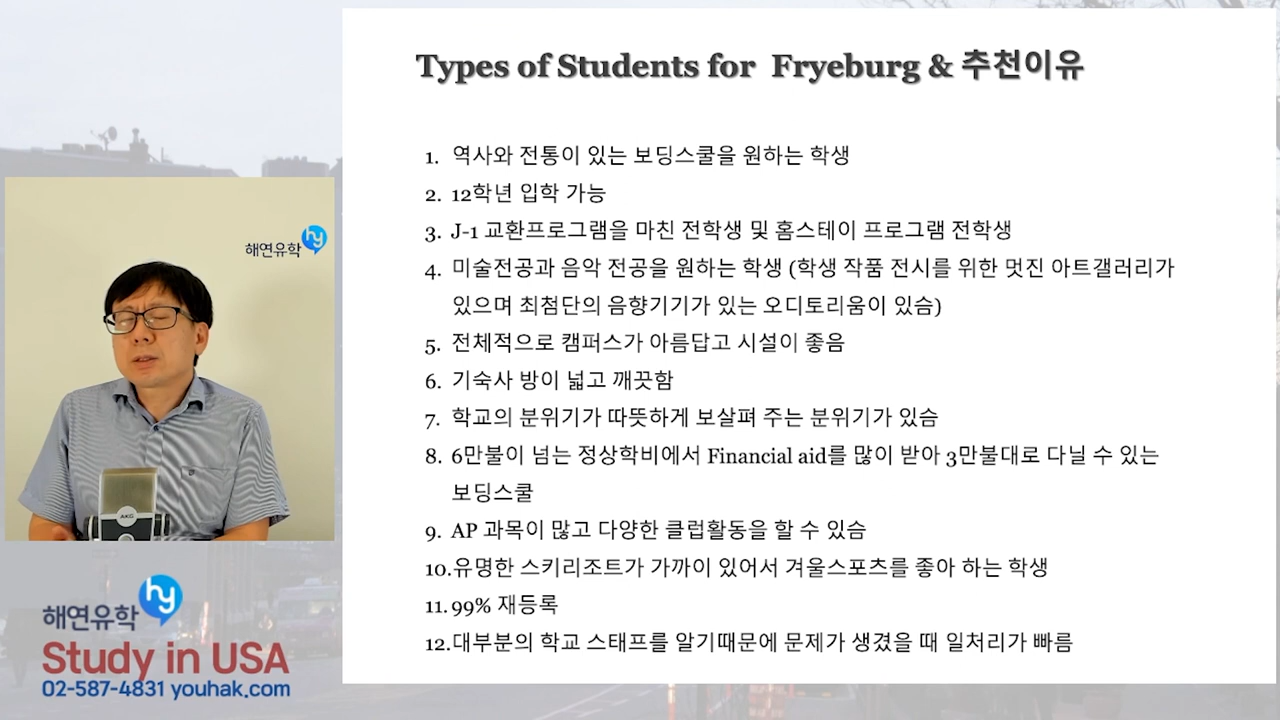 Types of Students for Fryeburg & 추천이유
1. 역사와 전통이 있는 보딩스쿨을 원하는 학생
2. 12학년 입학 가능
3. J-1 교환프로그램을 마친 전학생 및 홈스테이 프로그램 전학생
4. 미술전공과 음악 전공을 원하는 학생 (학생 작품 전시를 위한 멋진 아트갤러리가
있으며 최첨단의 음향기기가 있는 오디토리움이 있슴)
5. 전체적으로 캠퍼스가 아름답고 시설이 좋음
6. 기숙사 방이 넓고 깨끗함
7. 학교의 분위기가 따뜻하게 보살펴 주는 분위기가 있슴
8. 6만불이 넘는 정상학비에서 Financial aid를 많이 받아 3만불대로 다닐 수 있는
보딩스쿨
9. AP 과목이 많고 다양한 클럽활동을 할 수 있슴
10.유명한 스키리조트가 가까이 있어서 겨울스포츠를 좋아 하는 학생
11. 99% 재등록
12.대부분의 학교 스태프를 알기때문에 문제가 생겼을 때 일처리가 빠름
해연유학 hy
AKG
해연유학 hy
Study in USA
02-587-4831 youhak.com